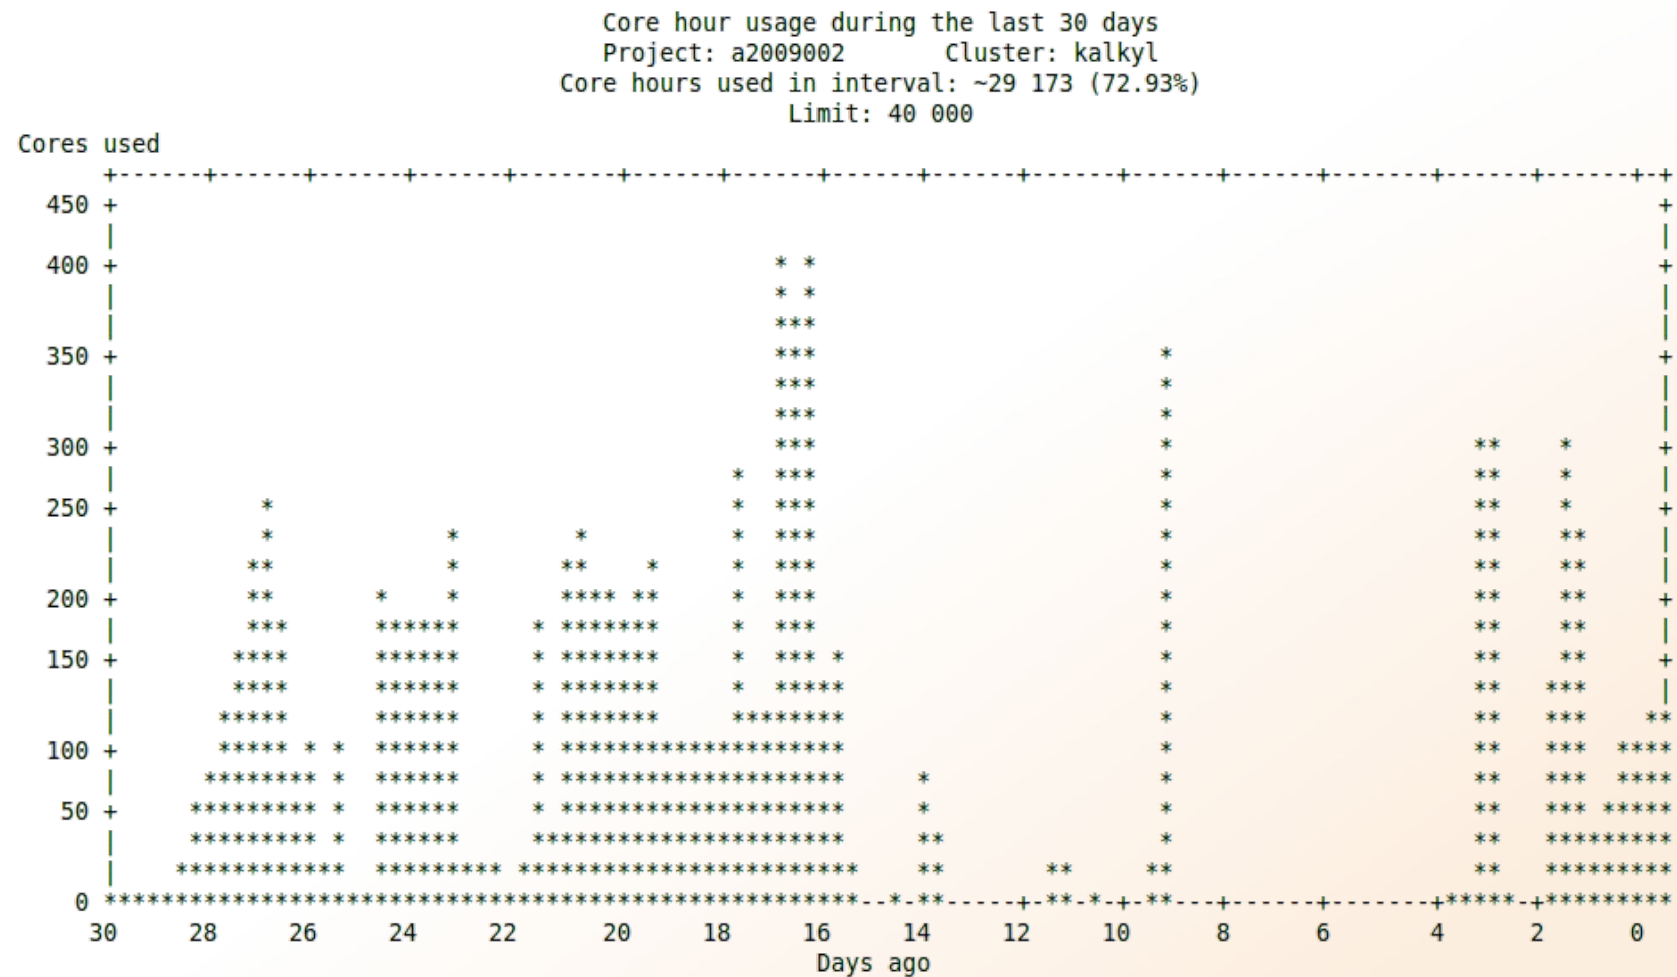 Core hour usage during the last 30 days
Project: a2009002       Cluster: kalkyl
Core hours used in interval: ~29 173 (72.93%)
Limit: 40 000
Cores used
+------+------+------+------+-------+------+------+------+------+------+------+------+-------+------+------+-+
450 + +
| |
400 + * * +
| * * |
| *** |
350 + *** * +
| *** * |
| *** * |
300 + *** * ** * +
| * *** * ** * |
250 + * * *** * ** * +
| * * * * *** * ** ** |
| ** * ** * * *** * ** ** |
200 + ** * * **** ** * *** * ** ** +
| *** ****** * ******* * *** * ** ** |
150 + **** ****** * ******* * *** * * ** ** +
| **** ****** * ******* * ***** * ** *** |
| ***** ****** * ******* ******** * ** *** **
100 + ***** * * ****** * ******************** * ** *** ****
| ******** * ****** * ******************** * * ** *** ****
50 + ********* * ****** * ******************** * * ** *** *****
| ********* * ****** ********************** ** * ** *********
| ************ ********* ************************ ** ** ** ** *********
0 *****************************************************--*-**-----+-**-*-+-**---+------+-------+*****-+*********
30 28 26 24 22 20 18 16 14 12 10 8 6 4 2 0
Days ago